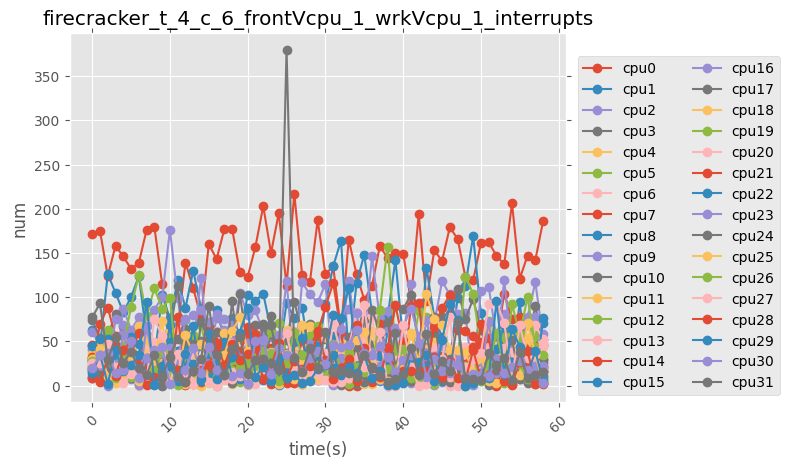 firecracker_t_4_c_6_frontVcpu_1_wrkVcpu_1_interrupts
num
350
300
250
200
150
100
50
0
0
10
20
30
40
50
60
time(s)
cpu0
cpu1
cpu2
cpu3
cpu4
cpu5
cpu6
cpu7
cpu8
cpu9
cpu10
cpu11
cpu12
cpu13
cpu14
cpu15
cpu16
cpu17
cpu18
cpu19
cpu20
cpu21
cpu22
cpu23
cpu24
cpu25
cpu26
cpu27
cpu28
cpu29
cpu30
cpu31